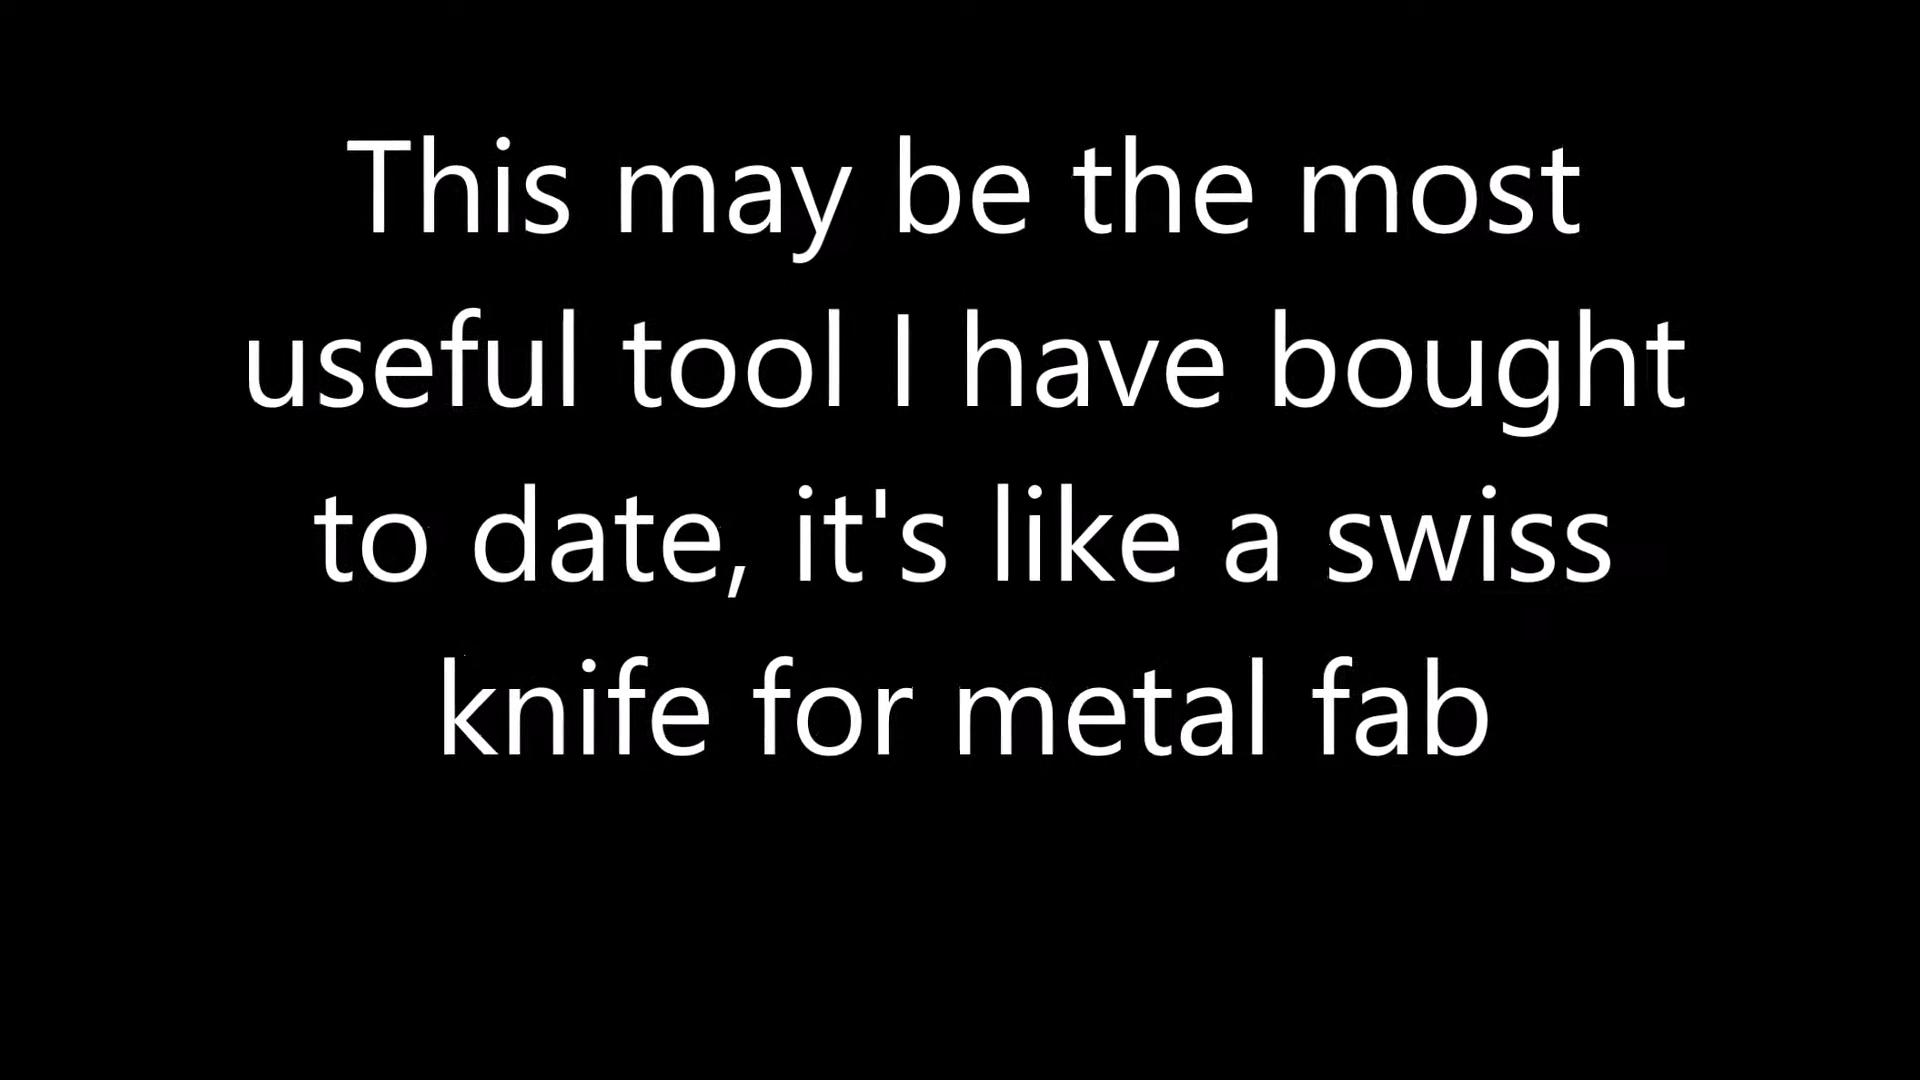 This may be the most
useful tool I have bought
to date, it's like a swiss
knife for metal fab